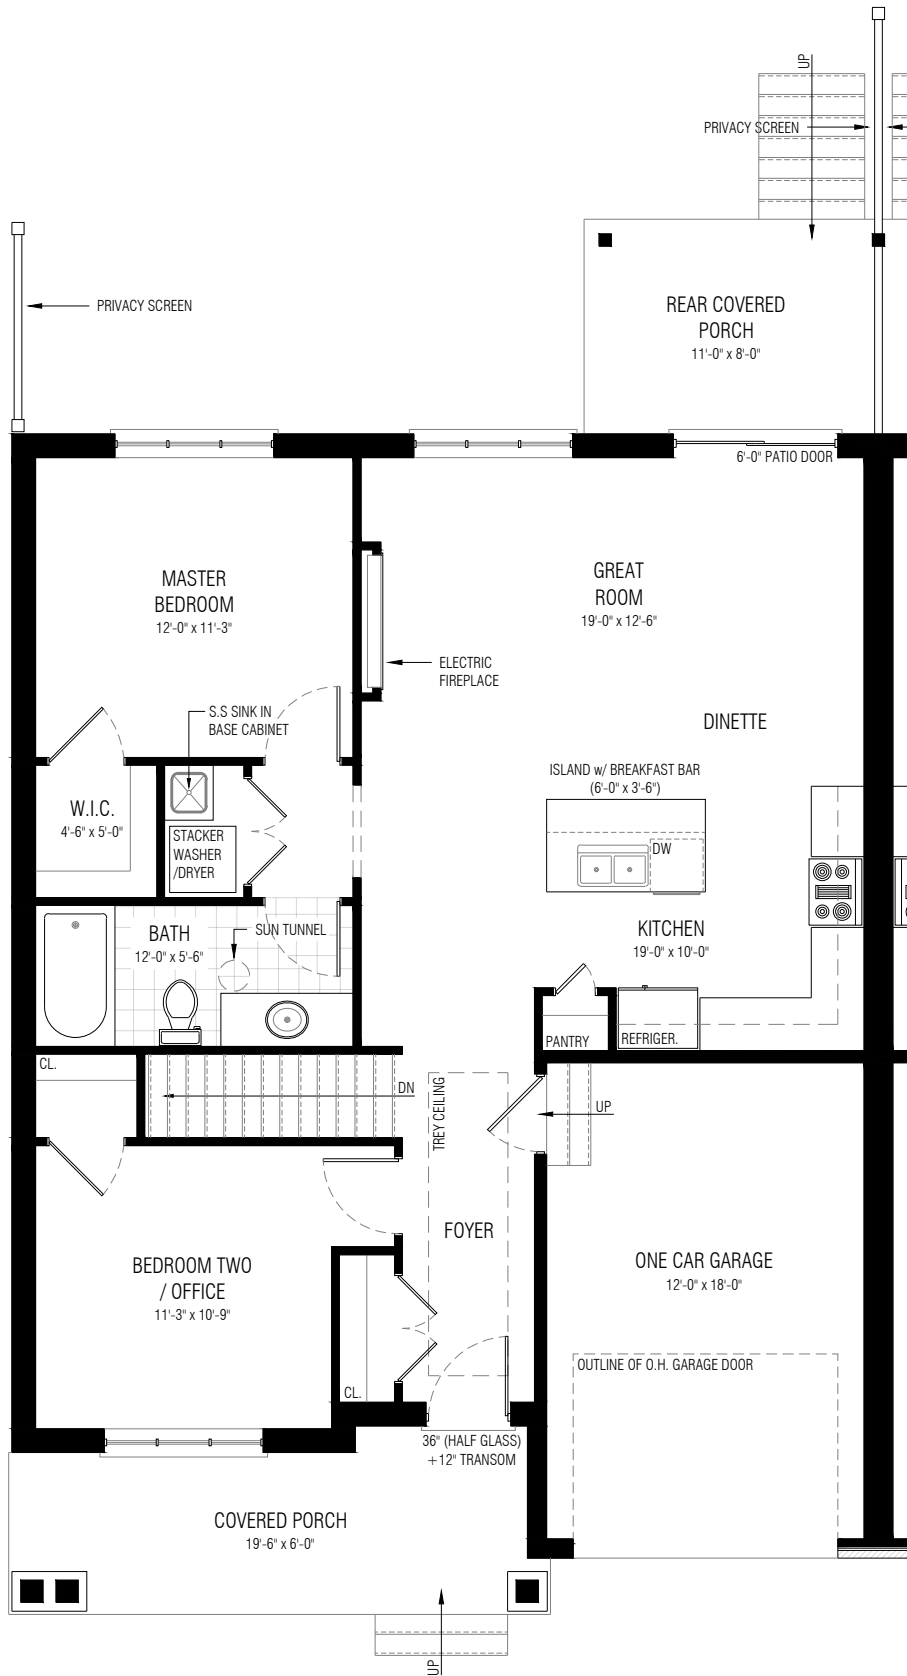 UP
PRIVACY SCREEN
PRIVACY SCREEN
REAR COVERED
PORCH
11'-0" x 8'-0"
6'-0" PATIO DOOR
MASTER
BEDROOM
12'-0" x 11'-3"
GREAT
ROOM
19'-0" x 12'-6"
ELECTRIC
FIREPLACE
S.S SINK IN
BASE CABINET
DINETTE
ISLAND w/ BREAKFAST BAR
(6'-0" x 3'-6")
W.I.C.
4'-6" x 5'-0"
STACKER
WASHER
/DRYER
DW
BATH
12'-0" x 5'-6"
SUN TUNNEL
KITCHEN
19'-0" x 10'-0"
PANTRY
REFRIGER.
CL.
DN
TREY CEILING
UP
FOYER
BEDROOM TWO
/ OFFICE
11'-3" x 10'-9"
ONE CAR GARAGE
12'-0" x 18'-0"
OUTLINE OF O.H. GARAGE DOOR
CL.
36" (HALF GLASS)
+12" TRANSOM
COVERED PORCH
19'-6" x 6'-0"
UP